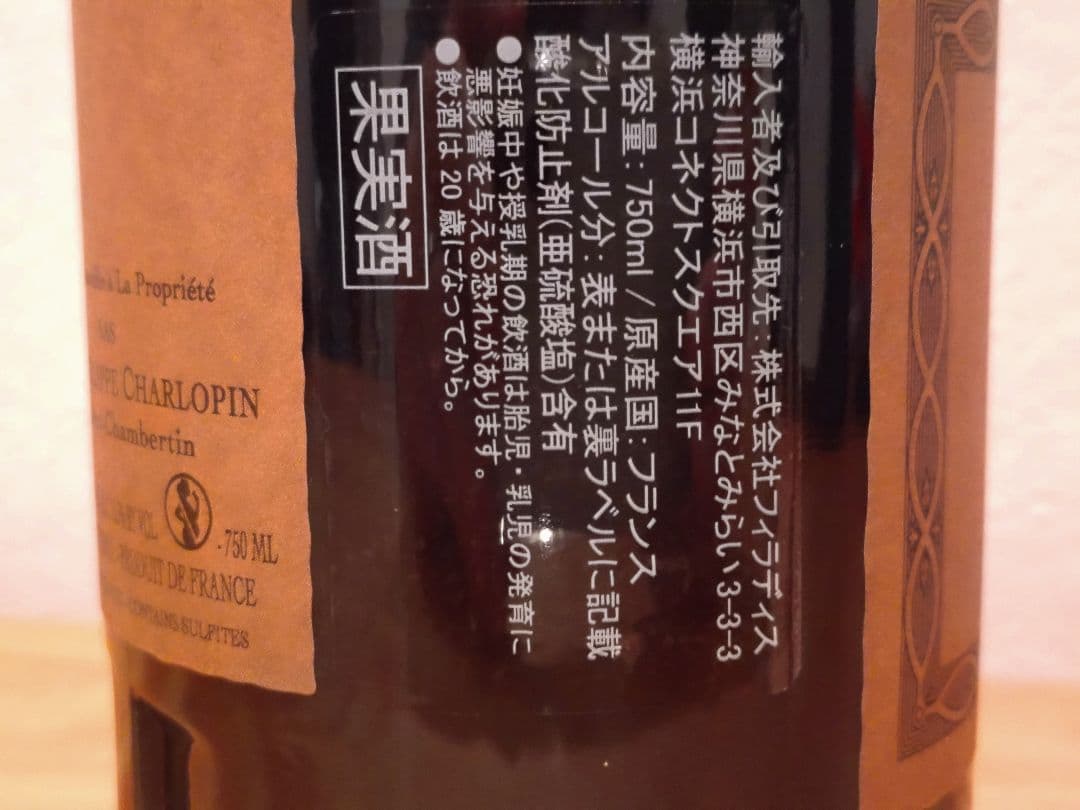 輸入者及び引取先：株式会社フィラディス
神奈川県横浜市西区みなとみらい3-3-3
横浜コネクトスクエア11F
内容量：750ml / 原産国：フランス
アルコール分：表または裏ラベルに記載
酸化防止剤(亜硫酸塩)含有
●妊娠中や授乳期の飲酒は胎児・乳児の発育に
悪影響を与える恐れがあります。
●飲酒は 20 歳になってから。
果実酒
à La Propriété
SAS
CHARLOPIN
Chambertin
- 750 ML
PRODUIT DE FRANCE
CONTAINS SULFITES